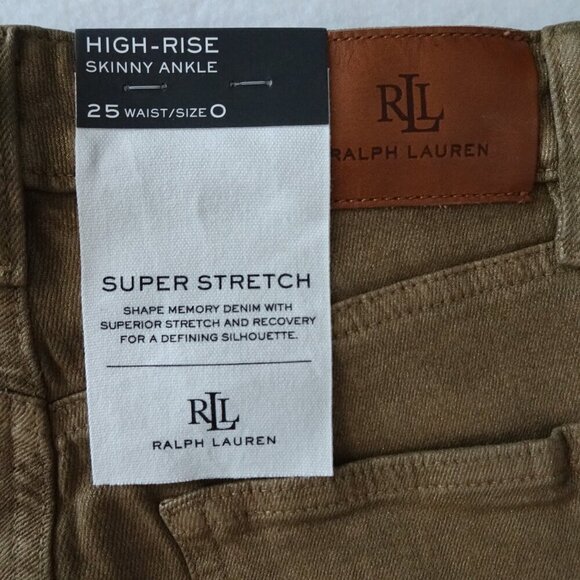 HIGH-RISE
SKINNY ANKLE
25 WAIST/SIZE 0
RLL
RALPH LAUREN
SUPER STRETCH
SHAPE MEMORY DENIM WITH
SUPERIOR STRETCH AND RECOVERY
FOR A DEFINING SILHOUETTE.
RLL
RALPH LAUREN